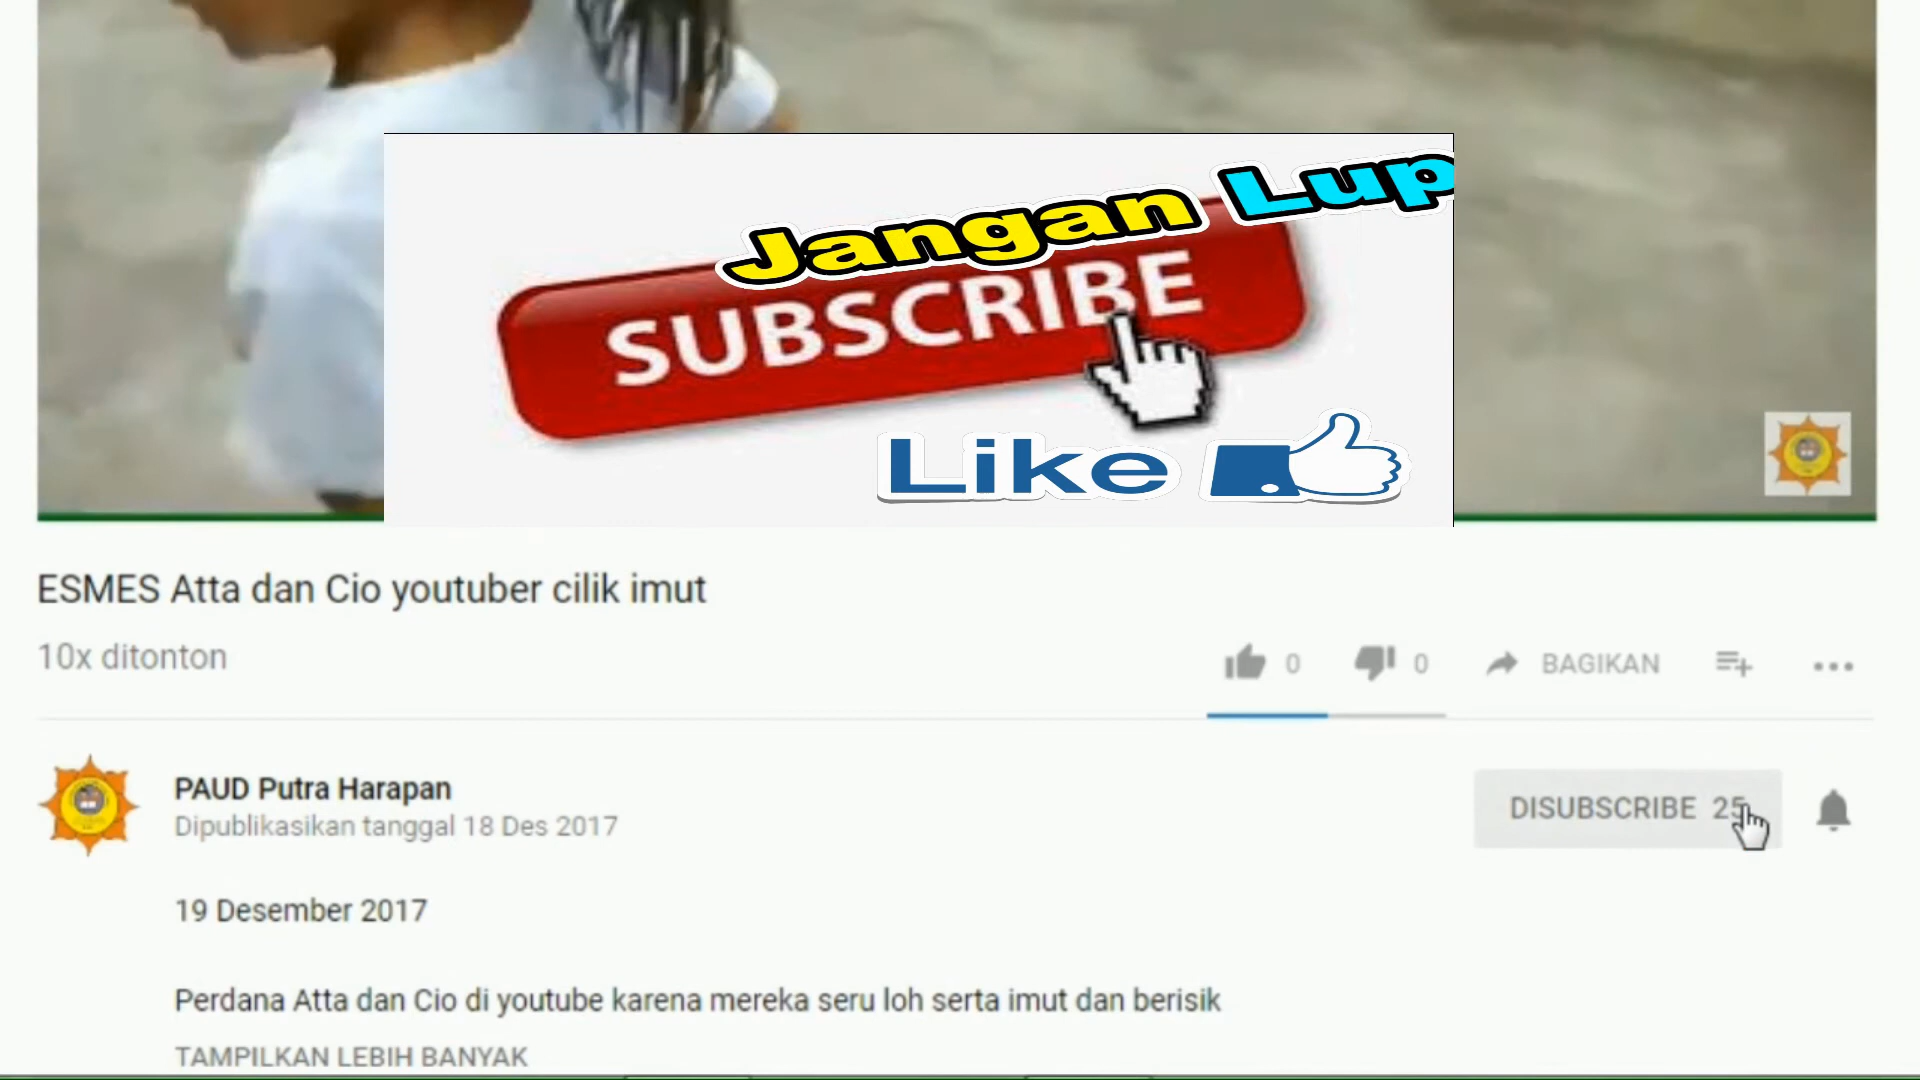 Jangan Lup
SUBSCRIBE
Like
ESMES Atta dan Cio youtuber cilik imut
10x ditonton
0 0 BAGIKAN
PAUD Putra Harapan
Dipublikasikan tanggal 18 Des 2017
DISUBSCRIBE 25
19 Desember 2017
Perdana Atta dan Cio di youtube karena mereka seru loh serta imut dan berisik
TAMPILKAN LEBIH BANYAK